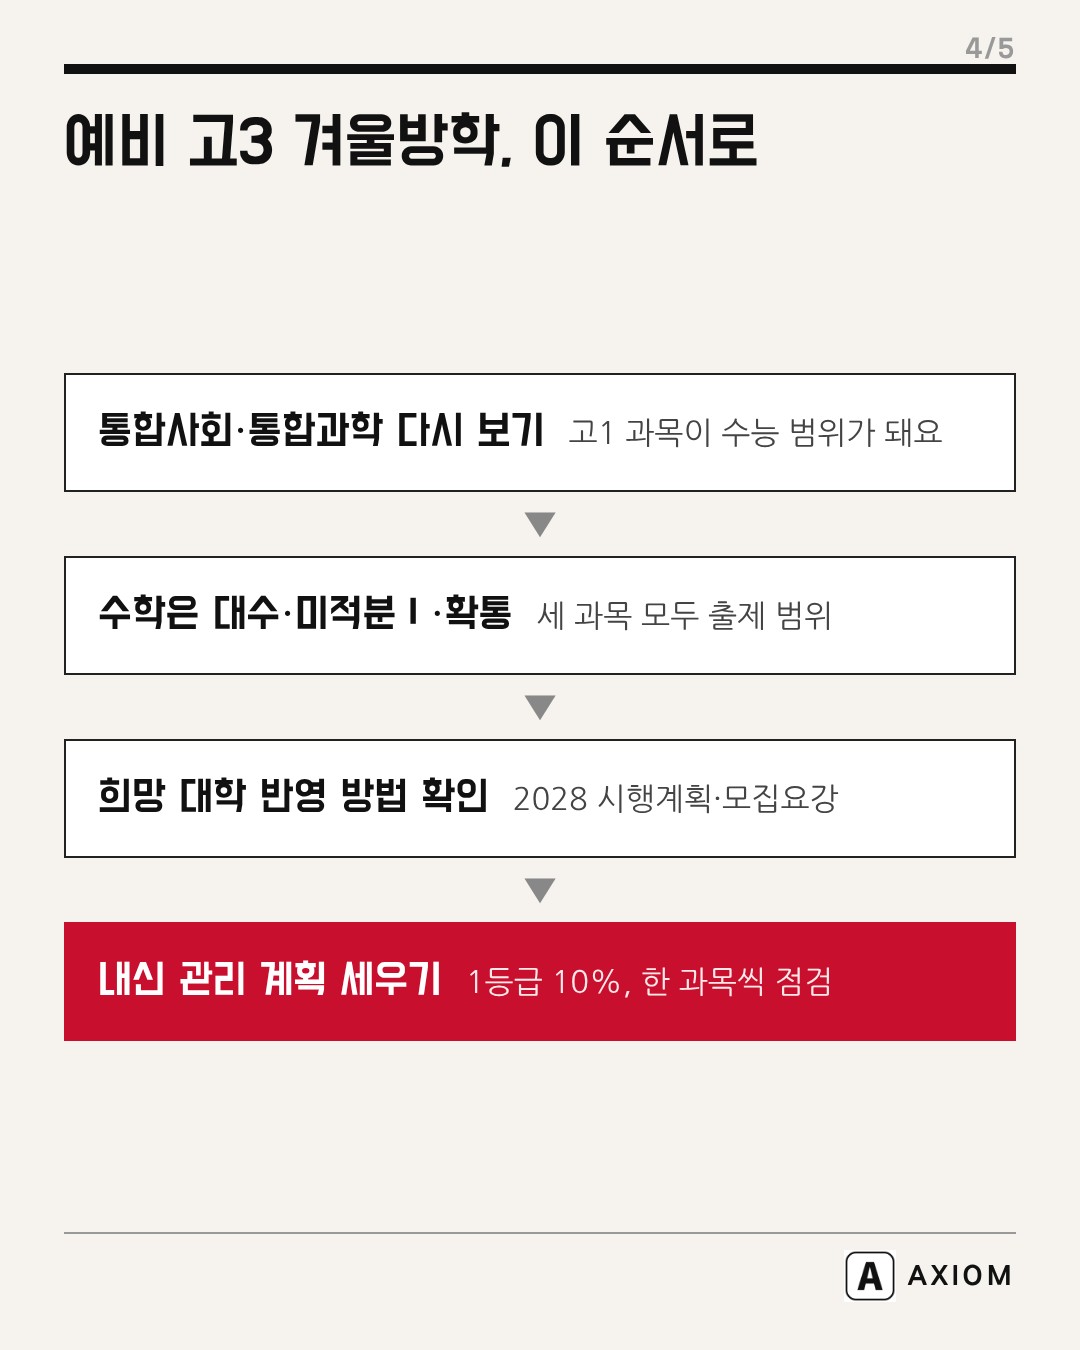 4/5
예비 고3 겨울방학, 이 순서로
통합사회·통합과학 다시 보기 고1 과목이 수능 범위가 돼요
수학은 대수·미적분Ⅰ·확통 세 과목 모두 출제 범위
희망 대학 반영 방법 확인 2028 시행계획·모집요강
내신 관리 계획 세우기 1등급 10%, 한 과목씩 점검
A AXIOM